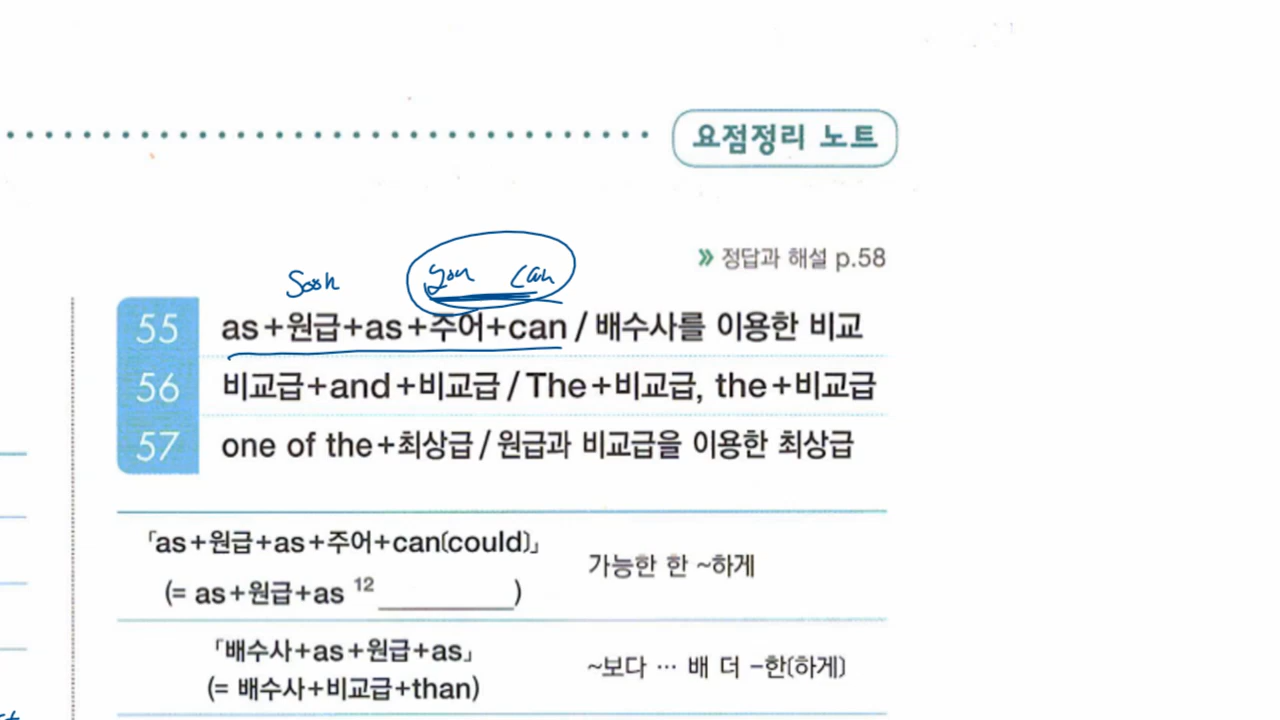 요점정리 노트
» 정답과 해설 p.58
Soon you can
55 as+원급+as+주어+can / 배수사를 이용한 비교
56 비교급+and+비교급 / The+비교급, the+비교급
57 one of the+최상급 / 원급과 비교급을 이용한 최상급
「as+원급+as+주어+can(could)」 가능한 한 ~하게
(= as+원급+as 12 __________)
「배수사+as+원급+as」 ~보다 … 배 더 –한(하게)
(= 배수사+비교급+than)